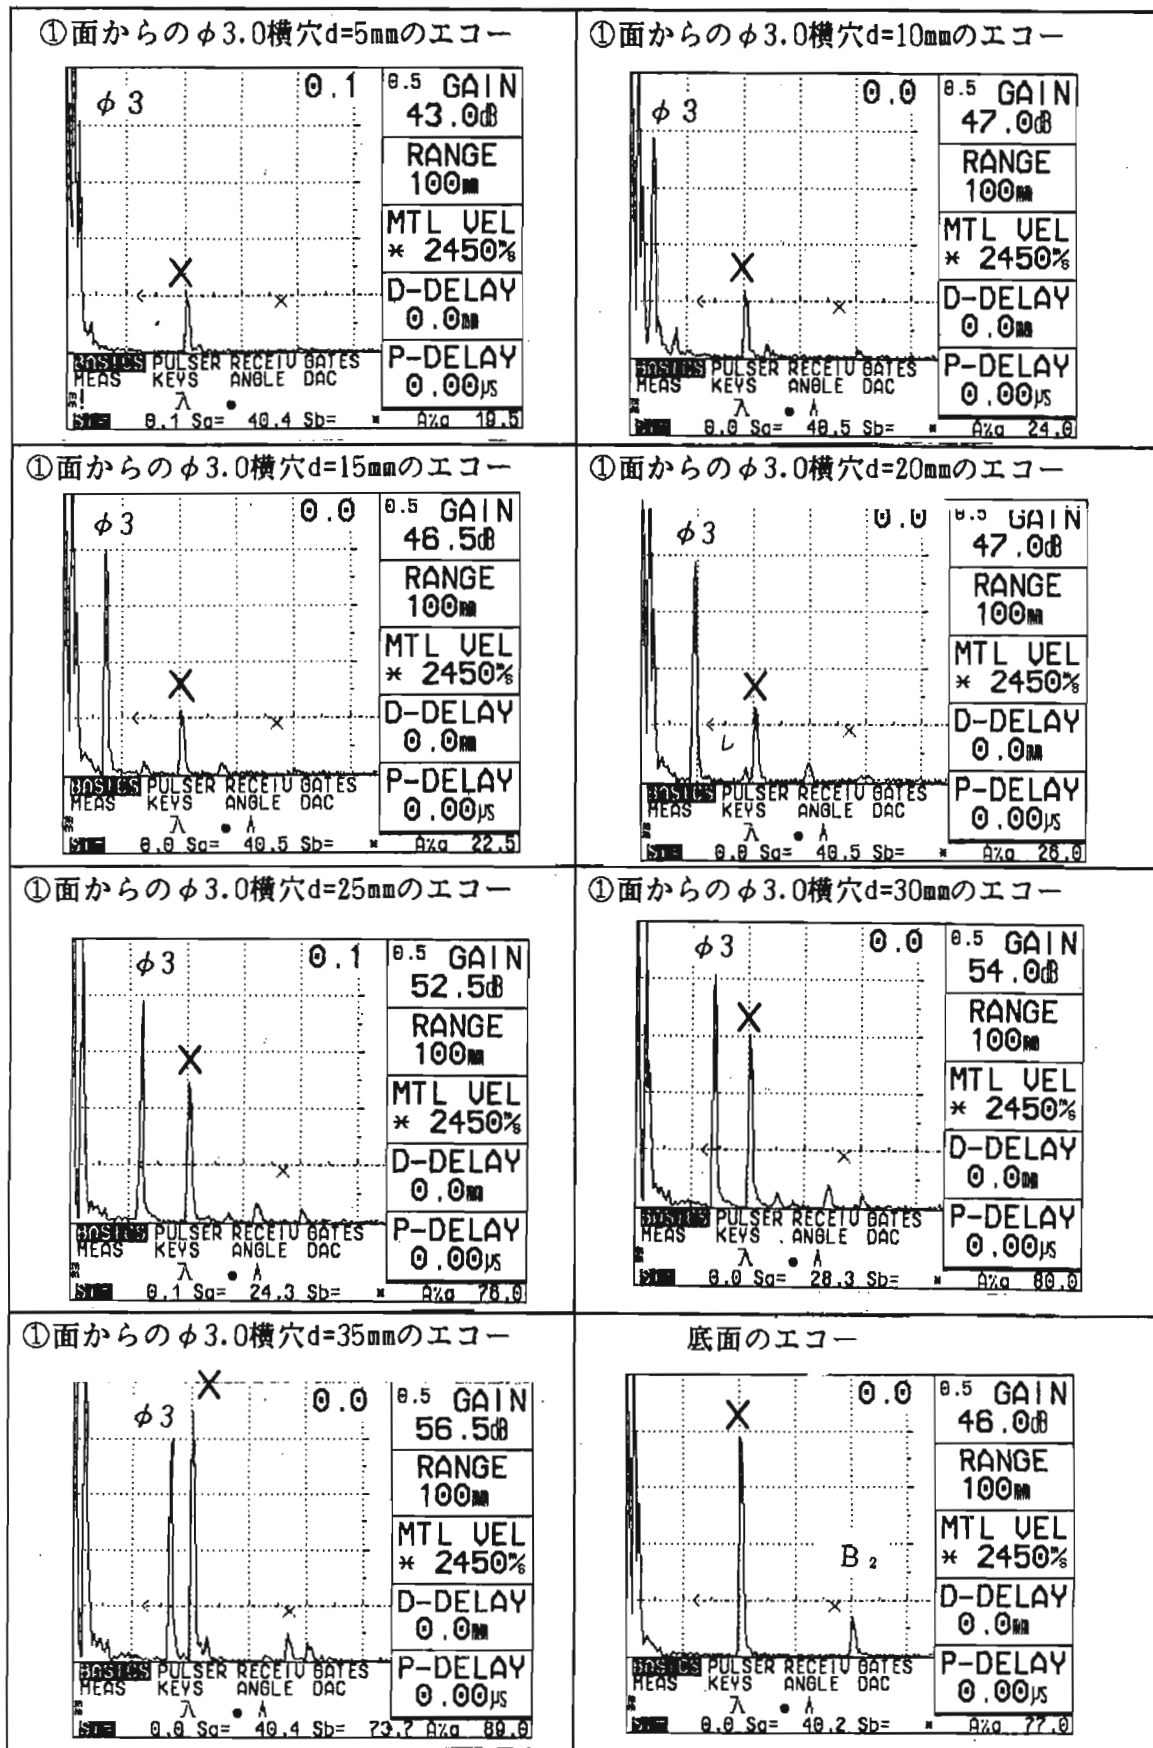 ①面からのφ3.0横穴d=5mmのエコー
φ3
0.1
0.5 GAIN
43.0dB
RANGE
100mm
MTL VEL
* 2450m/s
D-DELAY
0.0mm
P-DELAY
0.00μs
BASICS PULSER RECEIV GATES
MEAS KEYS ANGLE DAC
0.1 Sa= 40.4 Sb= * A%a 19.5
①面からのφ3.0横穴d=10mmのエコー
φ3
0.0
0.5 GAIN
47.0dB
RANGE
100mm
MTL VEL
* 2450m/s
D-DELAY
0.0mm
P-DELAY
0.00μs
BASICS PULSER RECEIV GATES
MEAS KEYS ANGLE DAC
0.0 Sa= 40.5 Sb= * A%a 24.0
①面からのφ3.0横穴d=15mmのエコー
φ3
0.0
0.5 GAIN
46.5dB
RANGE
100mm
MTL VEL
* 2450m/s
D-DELAY
0.0mm
P-DELAY
0.00μs
BASICS PULSER RECEIV GATES
MEAS KEYS ANGLE DAC
0.0 Sa= 40.5 Sb= * A%a 22.5
①面からのφ3.0横穴d=20mmのエコー
φ3
0.0
0.5 GAIN
47.0dB
RANGE
100mm
MTL VEL
* 2450m/s
D-DELAY
0.0mm
P-DELAY
0.00μs
BASICS PULSER RECEIV GATES
MEAS KEYS ANGLE DAC
0.0 Sa= 40.5 Sb= * A%a 26.0
①面からのφ3.0横穴d=25mmのエコー
φ3
0.1
0.5 GAIN
52.5dB
RANGE
100mm
MTL VEL
* 2450m/s
D-DELAY
0.0mm
P-DELAY
0.00μs
BASICS PULSER RECEIV GATES
MEAS KEYS ANGLE DAC
0.1 Sa= 24.3 Sb= * A%a 78.0
①面からのφ3.0横穴d=30mmのエコー
φ3
0.0
0.5 GAIN
54.0dB
RANGE
100mm
MTL VEL
* 2450m/s
D-DELAY
0.0mm
P-DELAY
0.00μs
BASICS PULSER RECEIV GATES
MEAS KEYS ANGLE DAC
0.0 Sa= 28.3 Sb= * A%a 80.0
①面からのφ3.0横穴d=35mmのエコー
φ3
0.0
0.5 GAIN
56.5dB
RANGE
100mm
MTL VEL
* 2450m/s
D-DELAY
0.0mm
P-DELAY
0.00μs
BASICS PULSER RECEIV GATES
MEAS KEYS ANGLE DAC
0.0 Sa= 40.4 Sb= 73.7 A%a 89.0
底面のエコー
0.0
B₂
0.5 GAIN
46.0dB
RANGE
100mm
MTL VEL
* 2450m/s
D-DELAY
0.0mm
P-DELAY
0.00μs
BASICS PULSER RECEIV GATES
MEAS KEYS ANGLE DAC
0.0 Sa= 40.2 Sb= * A%a 77.0